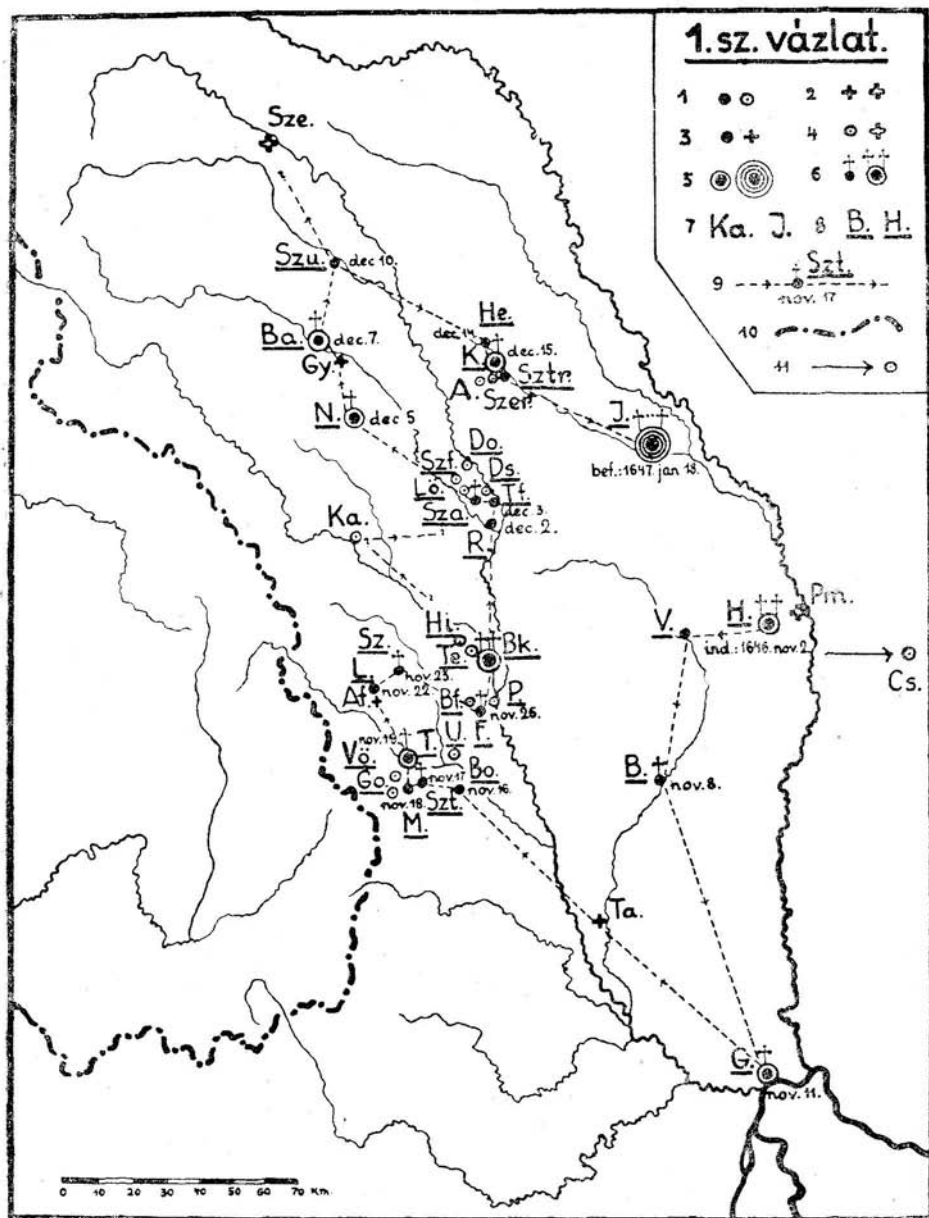 1. sz. vázlat.
1
2
3
4
5
6
7 Ka. J. 8 B. H.
9 Szt.
nov. 17
10
11
Sze.
Szu. dec 10.
Ba. dec. 7.
Gy.
N. dec 5
He.
dec. 14.
K. dec. 15.
A. Szer. Sztr.
J.
bef.: 1647. jan 18.
Do.
Szf. Ds.
L. Tf.
Sza. dec. 3.
R. dec. 2.
Ka.
Hi.
Te. Bk.
V. H. Pm.
ind.: 1646. nov. 2.
Cs.
Sz.
nov. 23.
L. nov. 22.
Af.
Bf. P.
F. nov. 26.
U.
nov. 19. T.
Vö.
Go. nov. 17 Bo.
nov. 18. Szt. nov. 16.
M.
B. nov. 8.
Ta.
G.
nov. 11.
0 10 20 30 40 50 60 70 Km.